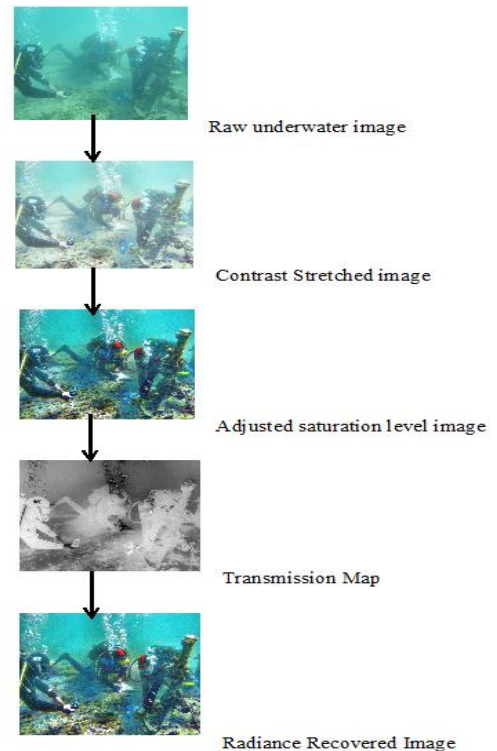 Raw underwater image
Contrast Stretched image
Adjusted saturation level image
Transmission Map
Radiance Recovered Image